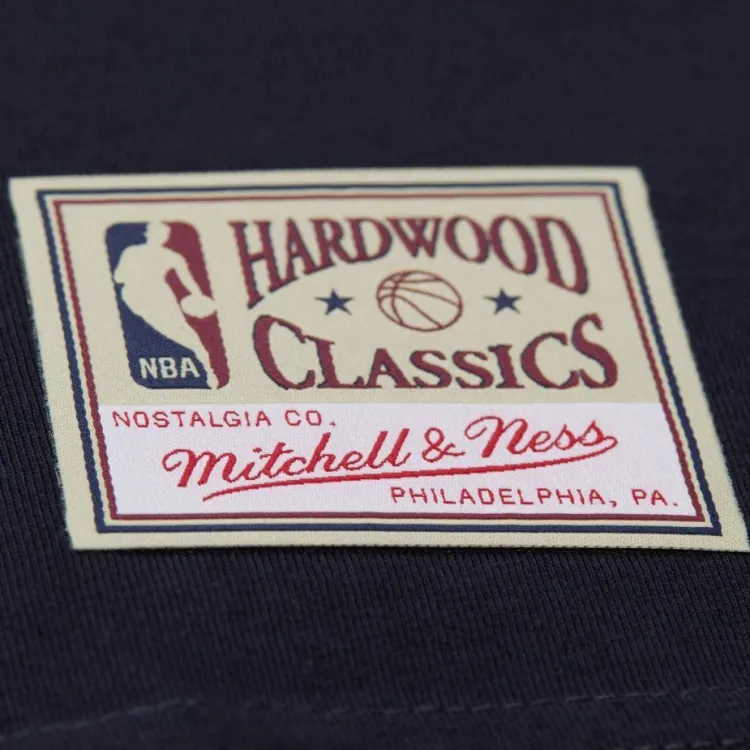 HARDWOOD
CLASSICS
NBA
NOSTALGIA CO.
Mitchell & Ness
PHILADELPHIA, PA.